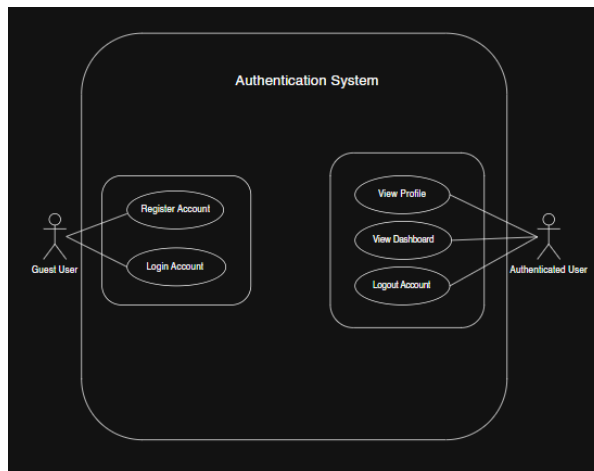 Authentication System
Register Account
Login Account
Guest User
View Profile
View Dashboard
Logout Account
Authenticated User